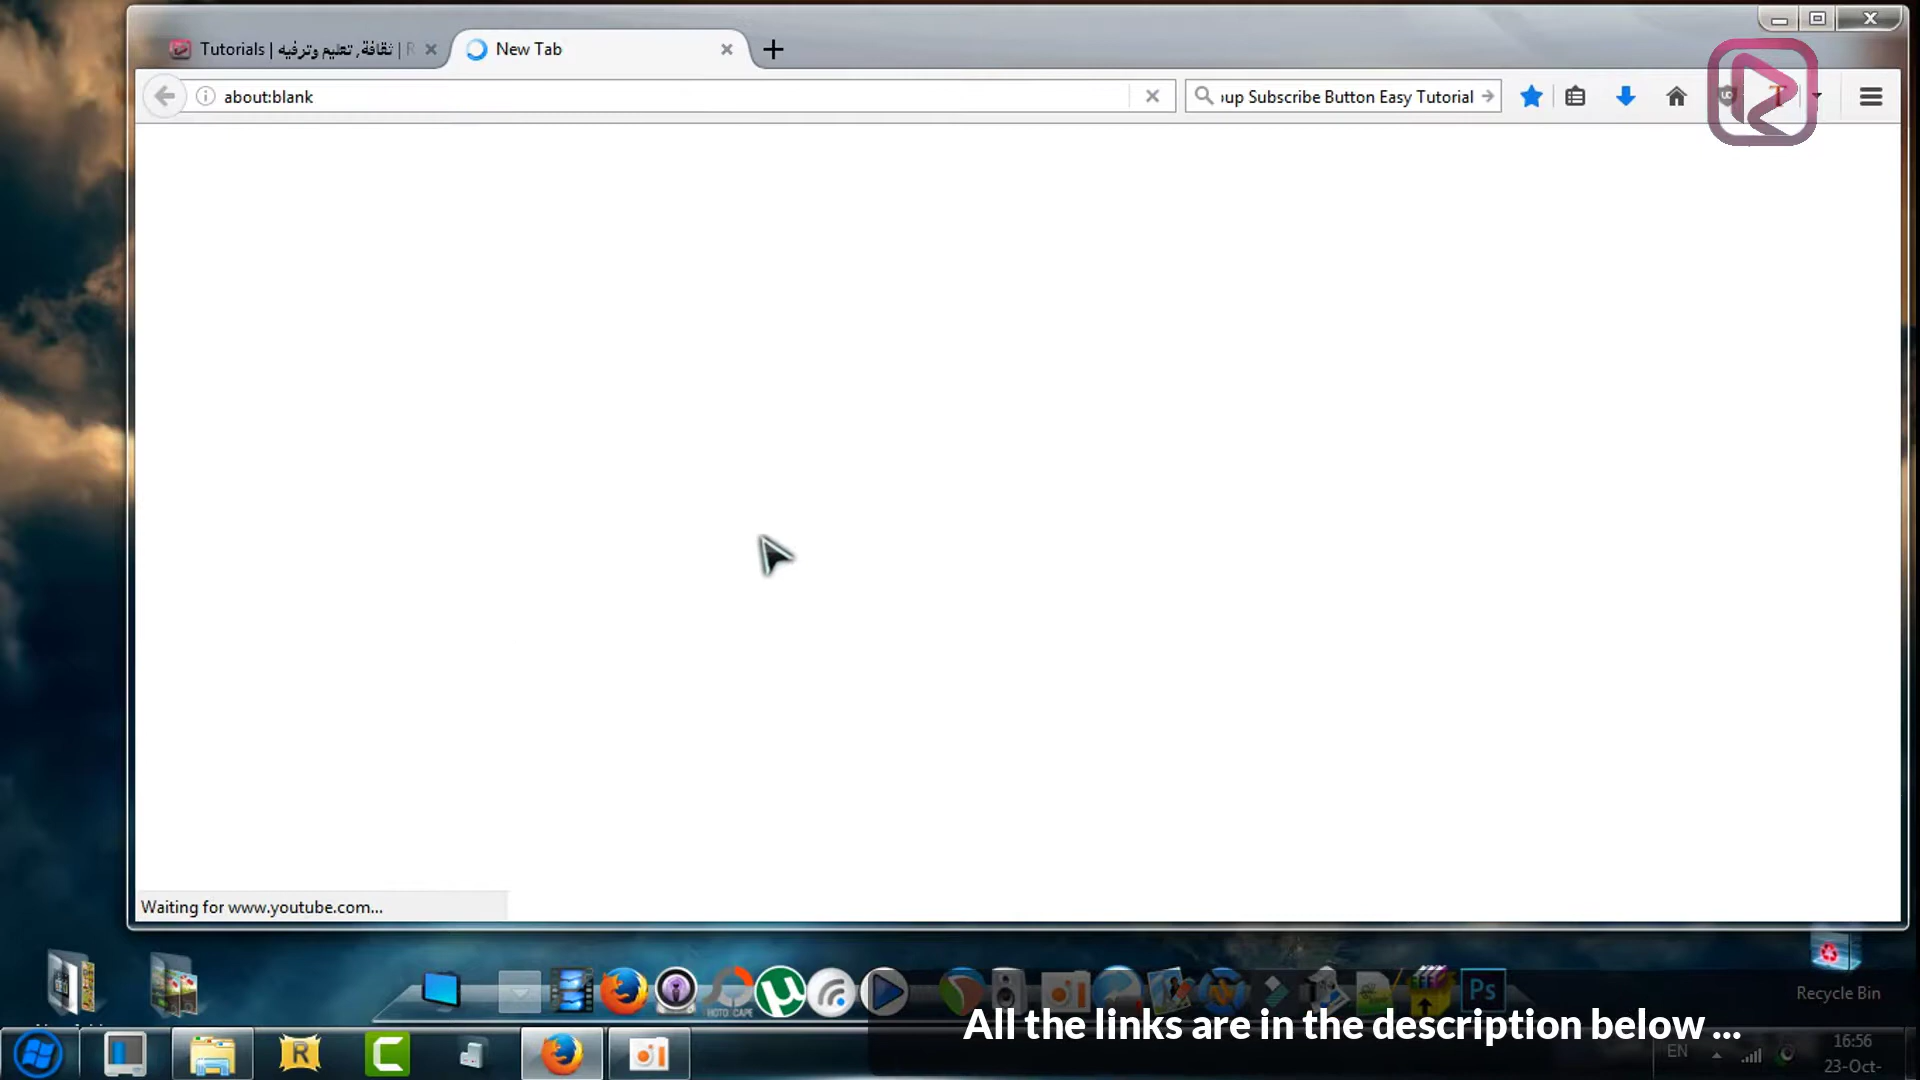 Tutorials | ثقافة, تعليم وترفيه | R
New Tab
about:blank
up Subscribe Button Easy Tutorial
Waiting for www.youtube.com...
Ps
Recycle Bin
All the links are in the description below ...
R
C
EN
16:56
23-Oct-